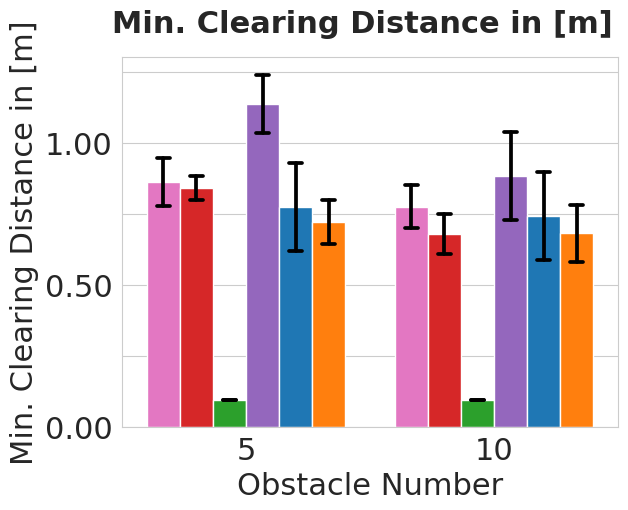 Min. Clearing Distance in [m]
Min. Clearing Distance in [m]
1.00
0.50
0.00
5
10
Obstacle Number